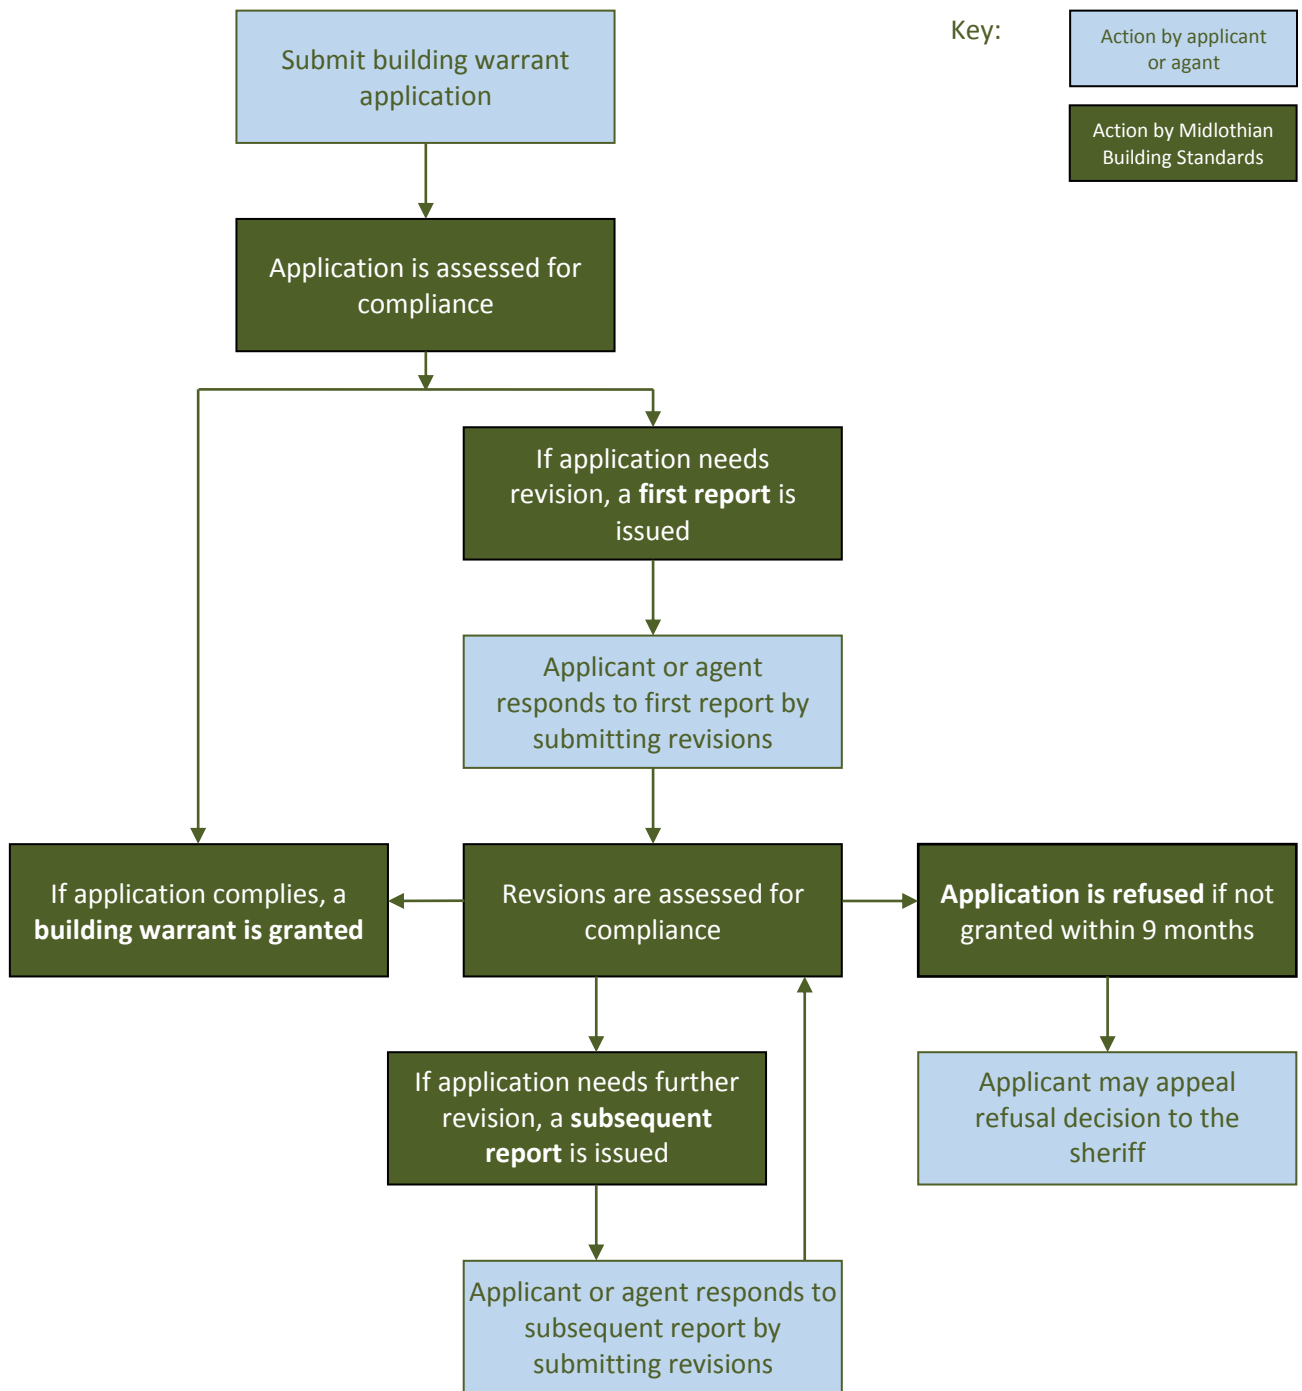 Submit building warrant
application
Key:
Action by applicant
or agant
Action by Midlothian
Building Standards
Application is assessed for
compliance
If application needs
revision, a first report is
issued
Applicant or agent
responds to first report by
submitting revisions
If application complies, a
building warrant is granted
Revsions are assessed for
compliance
Application is refused if not
granted within 9 months
If application needs further
revision, a subsequent
report is issued
Applicant may appeal
refusal decision to the
sheriff
Applicant or agent responds to
subsequent report by
submitting revisions